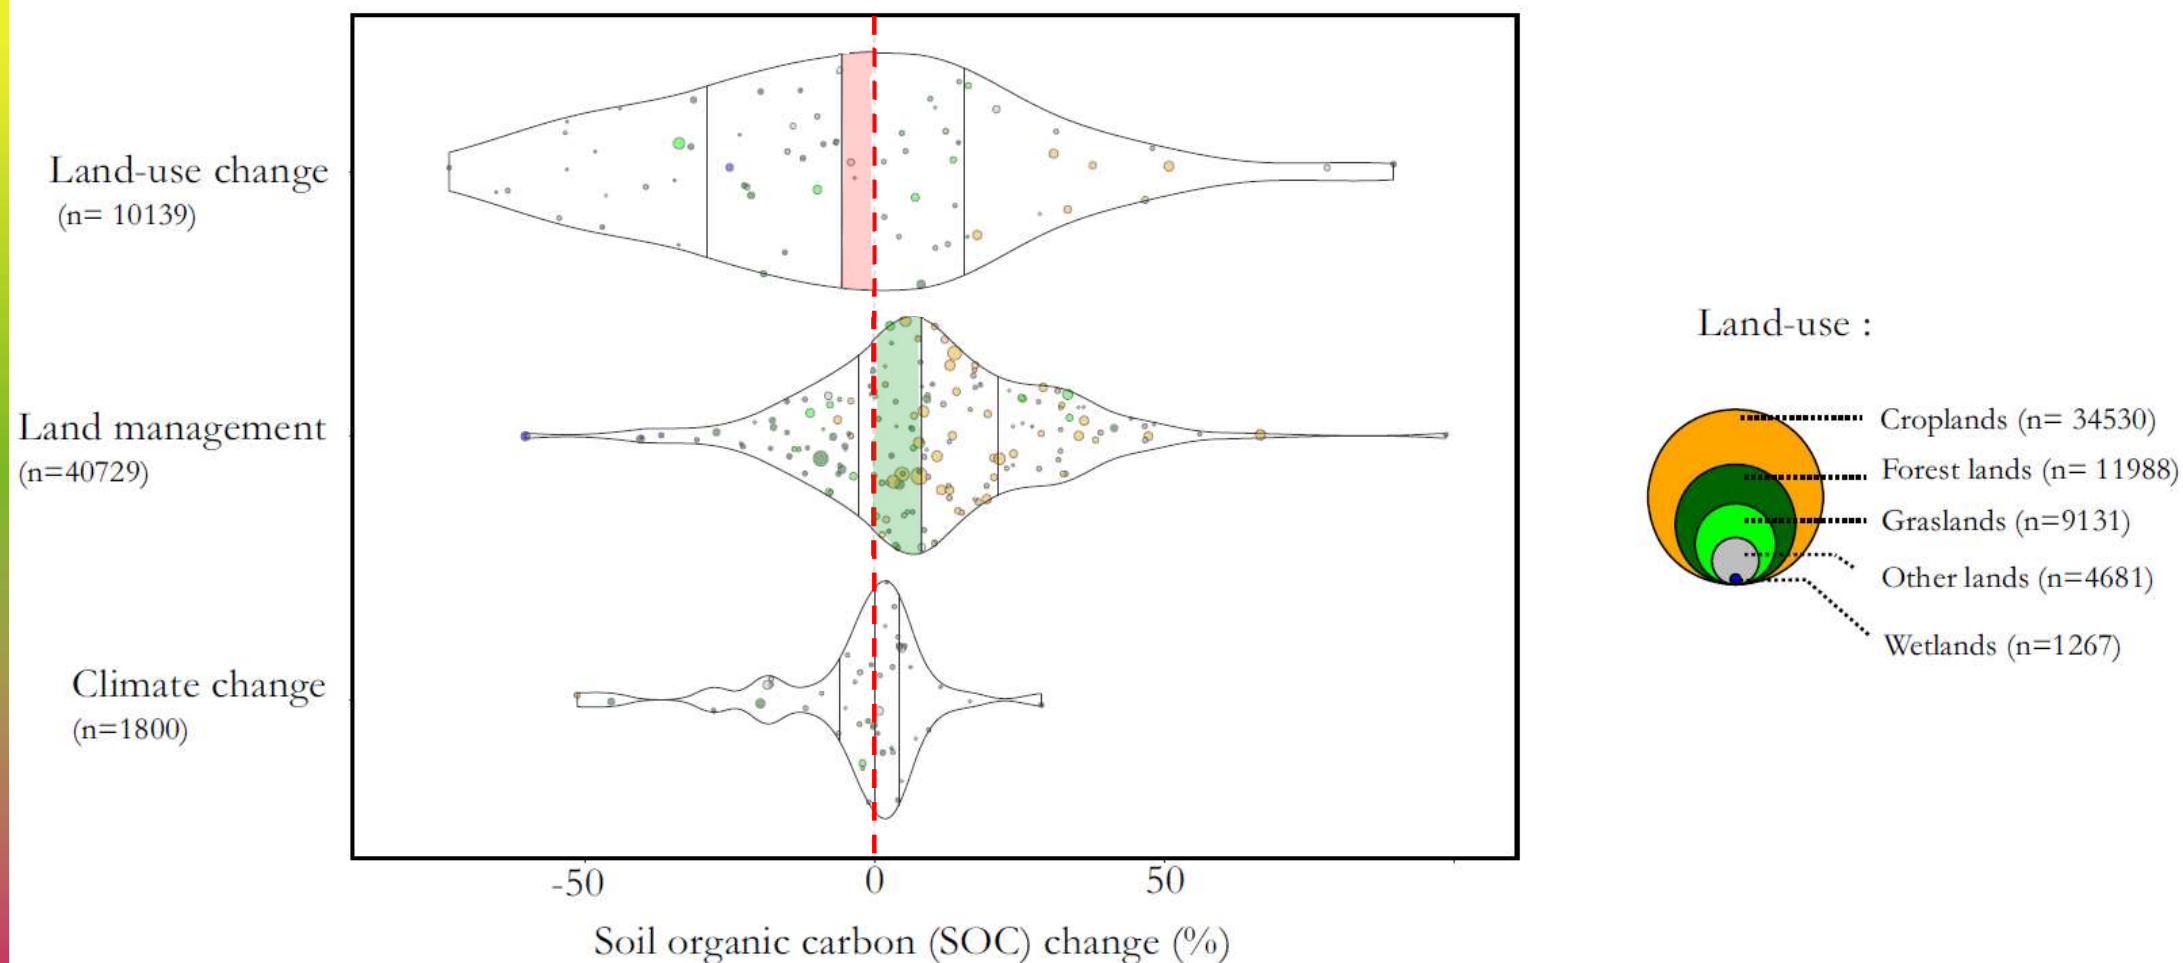 Land-use change
(n= 10139)
Land management
(n=40729)
Climate change
(n=1800)
-50
0
50
Soil organic carbon (SOC) change (%)
Land-use :
Croplands (n= 34530)
Forest lands (n= 11988)
Graslands (n=9131)
Other lands (n=4681)
Wetlands (n=1267)